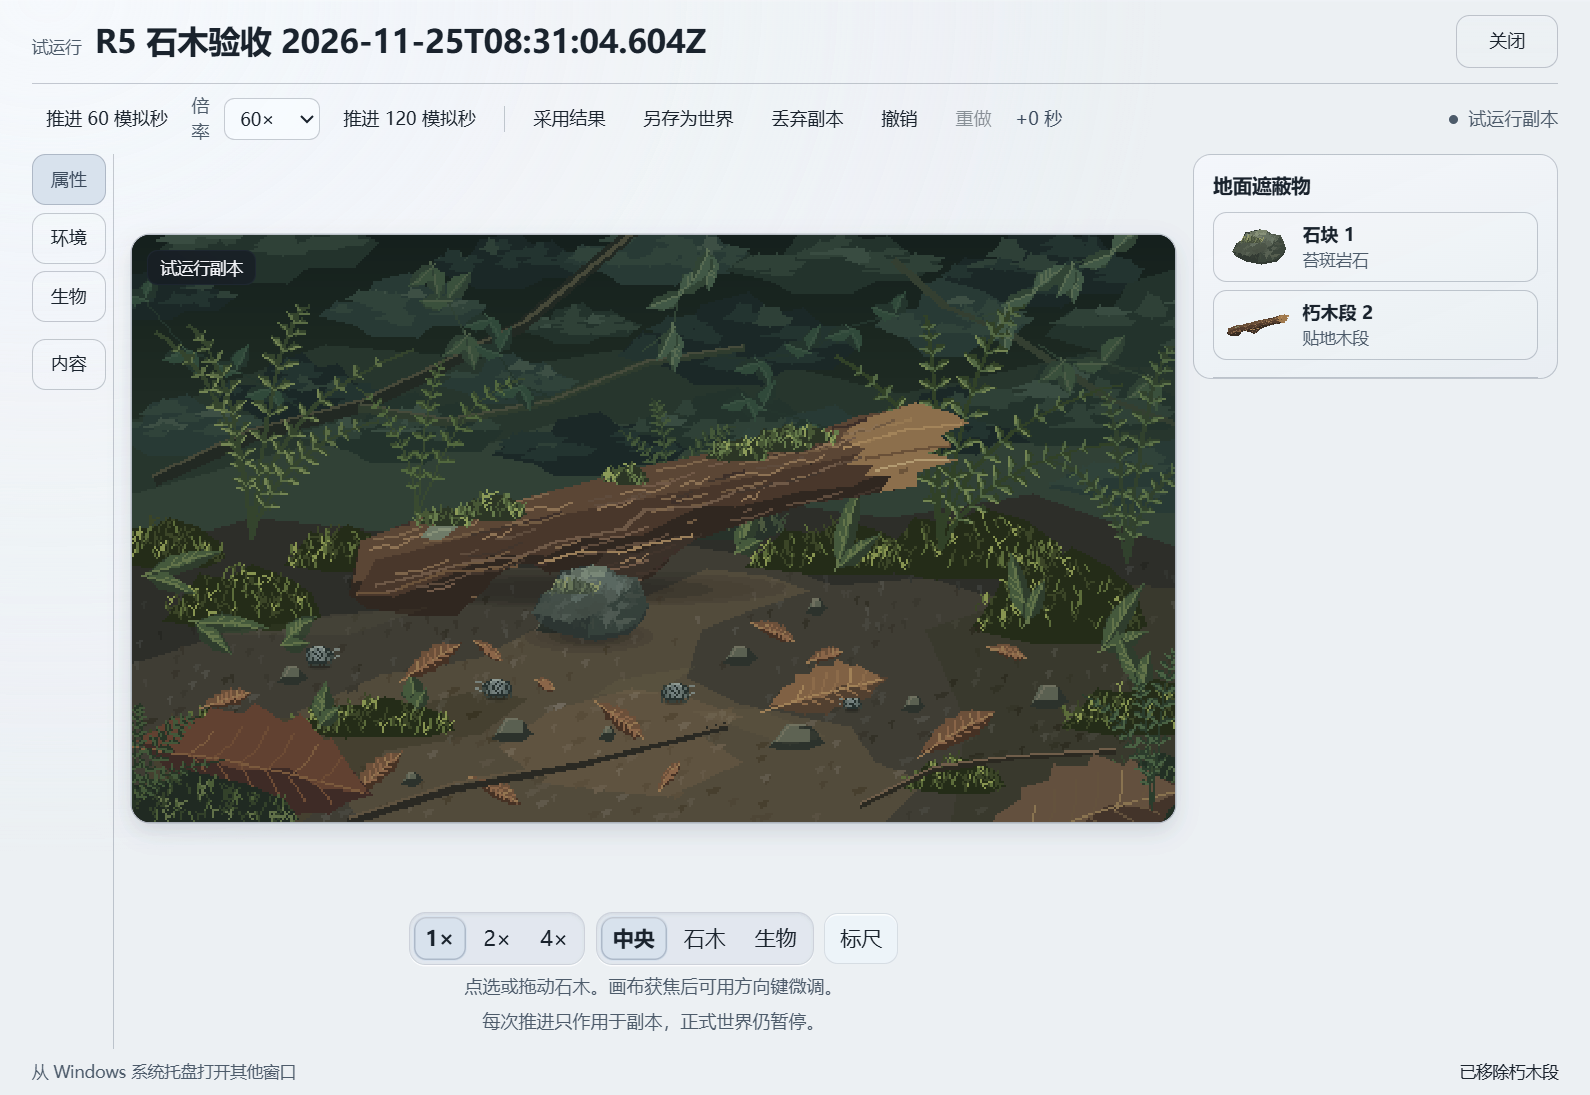 试运行 R5 石木验收 2026-11-25T08:31:04.604Z
关闭
推进 60 模拟秒 倍率 60× 推进 120 模拟秒 采用结果 另存为世界 丢弃副本 撤销 重做 +0 秒
试运行副本
属性
环境
生物
内容
试运行副本
地面遮蔽物
石块 1
苔斑岩石
朽木段 2
贴地木段
1× 2× 4× 中央 石木 生物 标尺
点选或拖动石木。画布获焦后可用方向键微调。
每次推进只作用于副本，正式世界仍暂停。
从 Windows 系统托盘打开其他窗口
已移除朽木段